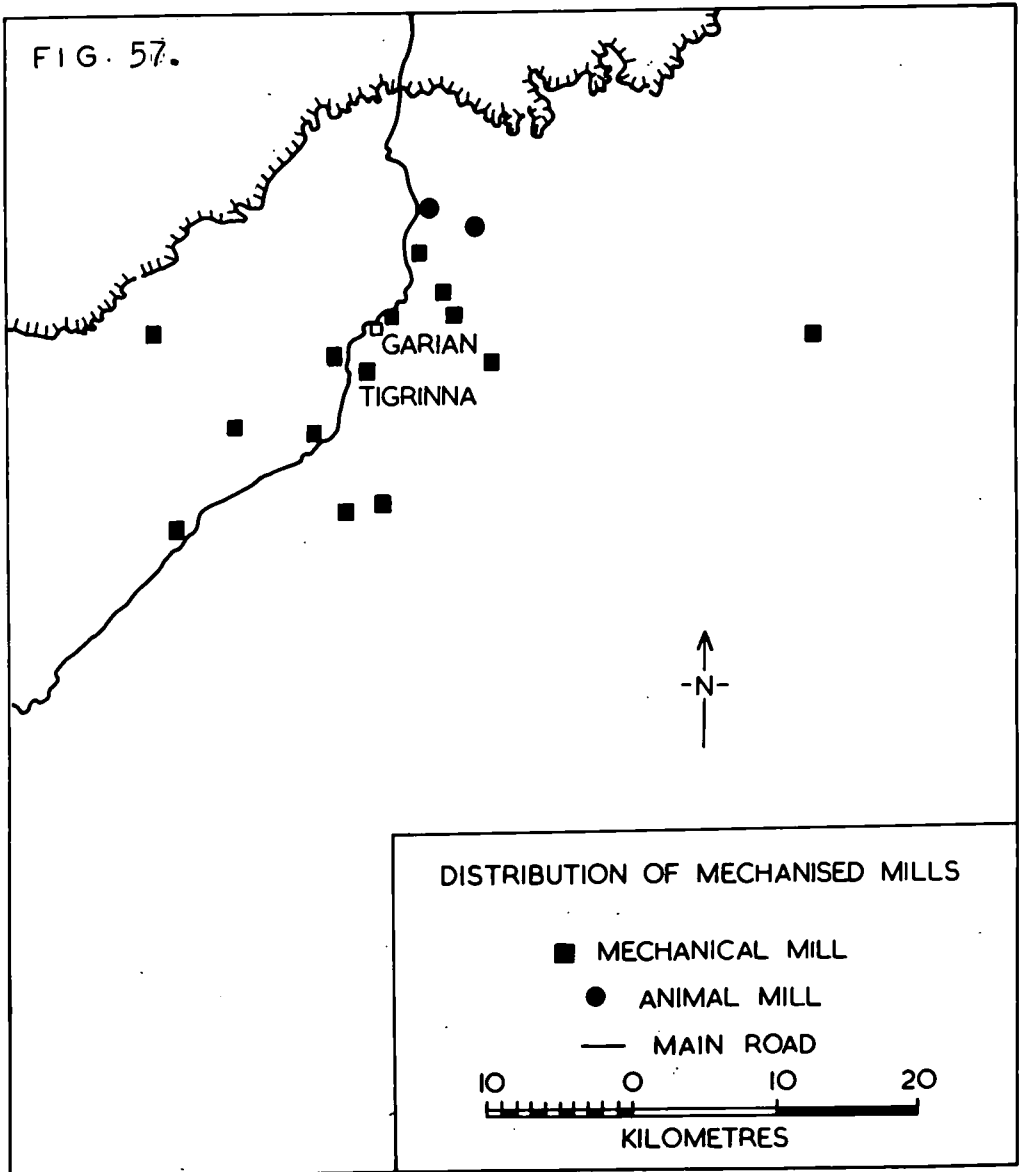 FIG. 57.
GARIAN
TIGRINNA
-N-
DISTRIBUTION OF MECHANISED MILLS
MECHANICAL MILL
ANIMAL MILL
MAIN ROAD
10 0 10 20
KILOMETRES